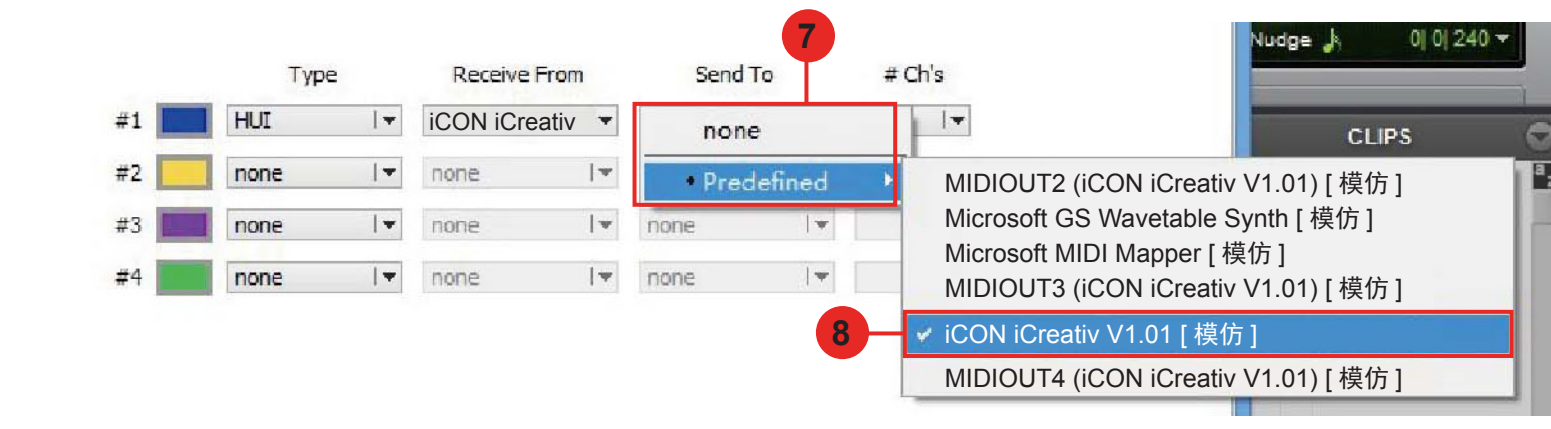 7
Nudge 0| 0| 240
Type Receive From Send To # Ch's
#1 HUI iCON iCreativ
none
CLIPS
#2 none none
• Predefined
#3 none none none
#4 none none none
MIDIOUT2 (iCON iCreativ V1.01) [ 模仿 ]
Microsoft GS Wavetable Synth [ 模仿 ]
Microsoft MIDI Mapper [ 模仿 ]
MIDIOUT3 (iCON iCreativ V1.01) [ 模仿 ]
8
iCON iCreativ V1.01 [ 模仿 ]
MIDIOUT4 (iCON iCreativ V1.01) [ 模仿 ]